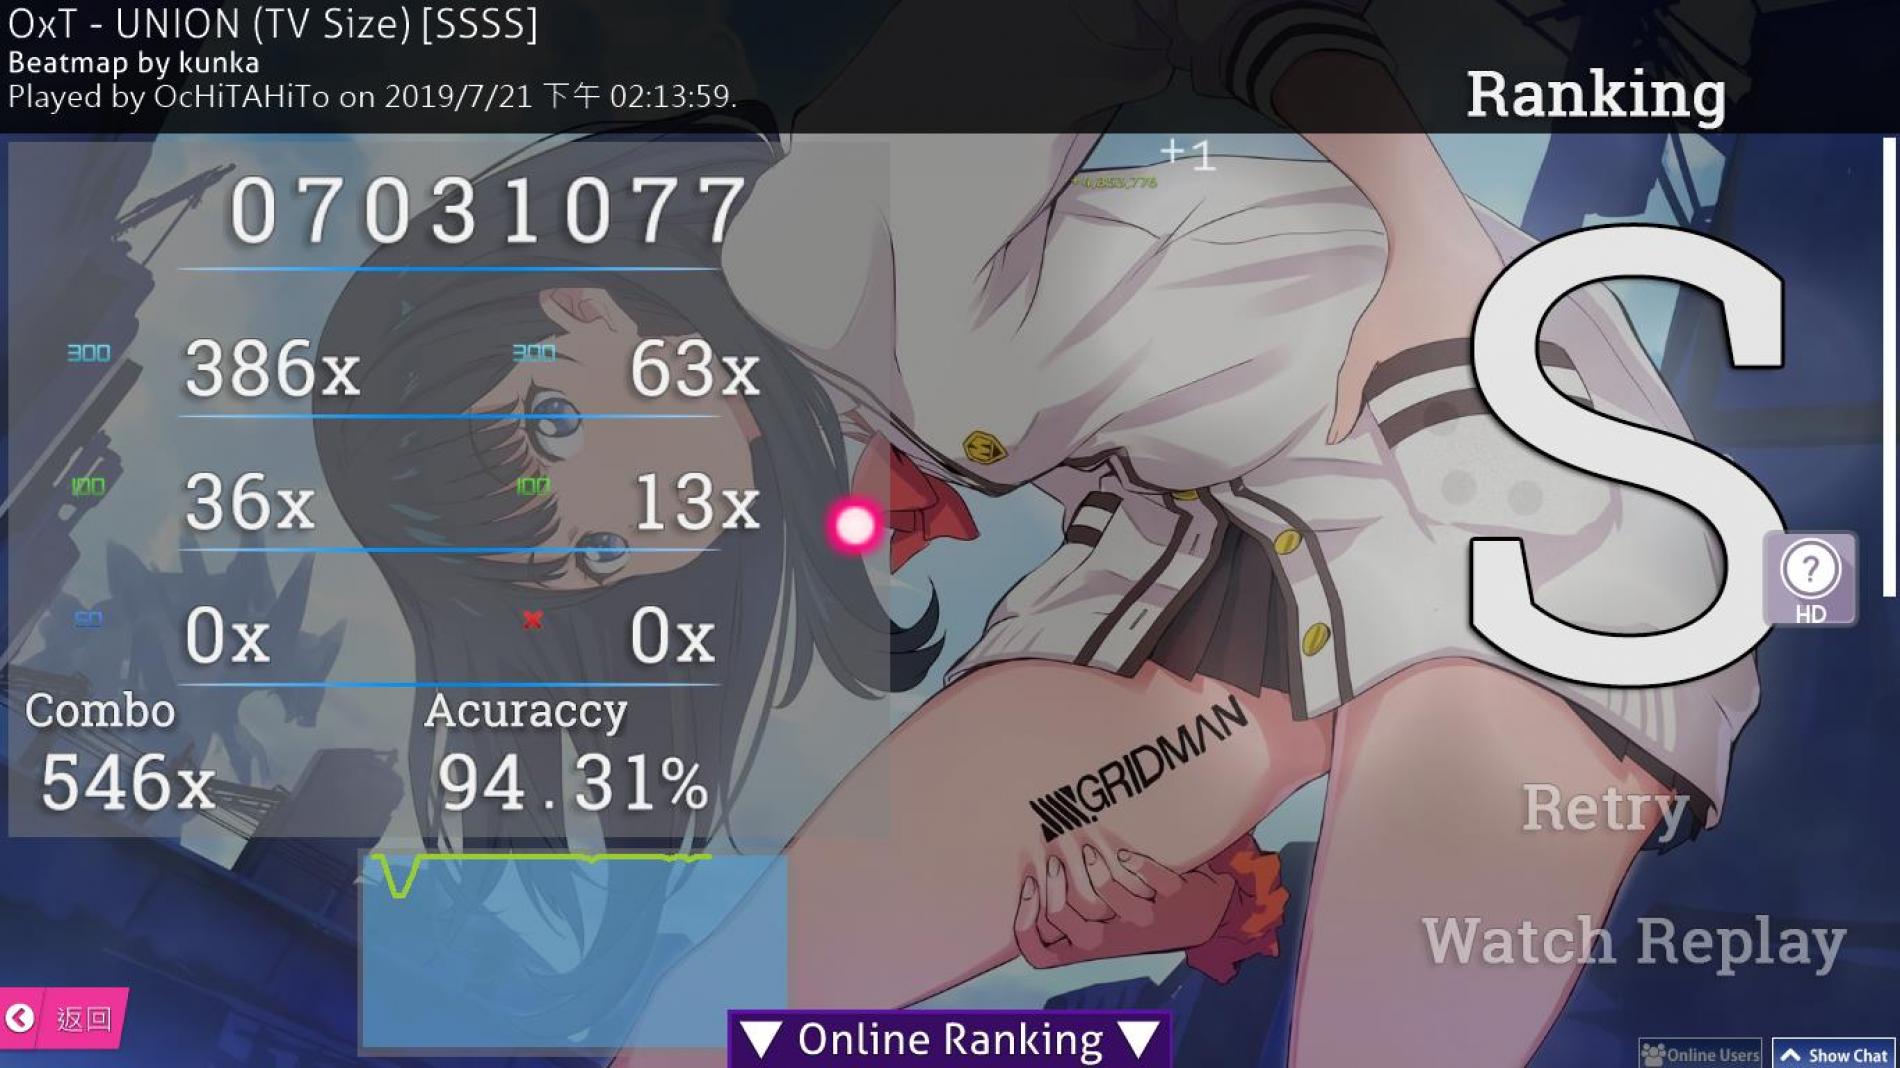 OxT - UNION (TV Size) [SSSS]
Beatmap by kunka
Played by OcHiTAHiTo on 2019/7/21 下午 02:13:59.
Ranking
+1
07031077
300 386x 300 63x
100 36x 100 13x
50 0x 0x
Combo Acuraccy
546x 94.31%
S
?
HD
M
GRIDMAN
Retry
Watch Replay
返回
▼ Online Ranking ▼
Online Users
Show Chat